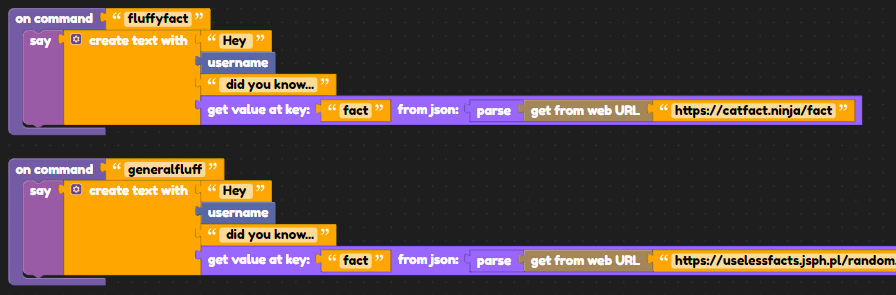 on command “ fluffyfact ”
say create text with “ Hey ”
username
“ did you know... ”
get value at key: “ fact ” from json: parse get from web URL “ https://catfact.ninja/fact ”
on command “ generalfluff ”
say create text with “ Hey ”
username
“ did you know... ”
get value at key: “ fact ” from json: parse get from web URL “ https://uselessfacts.jsph.pl/random.